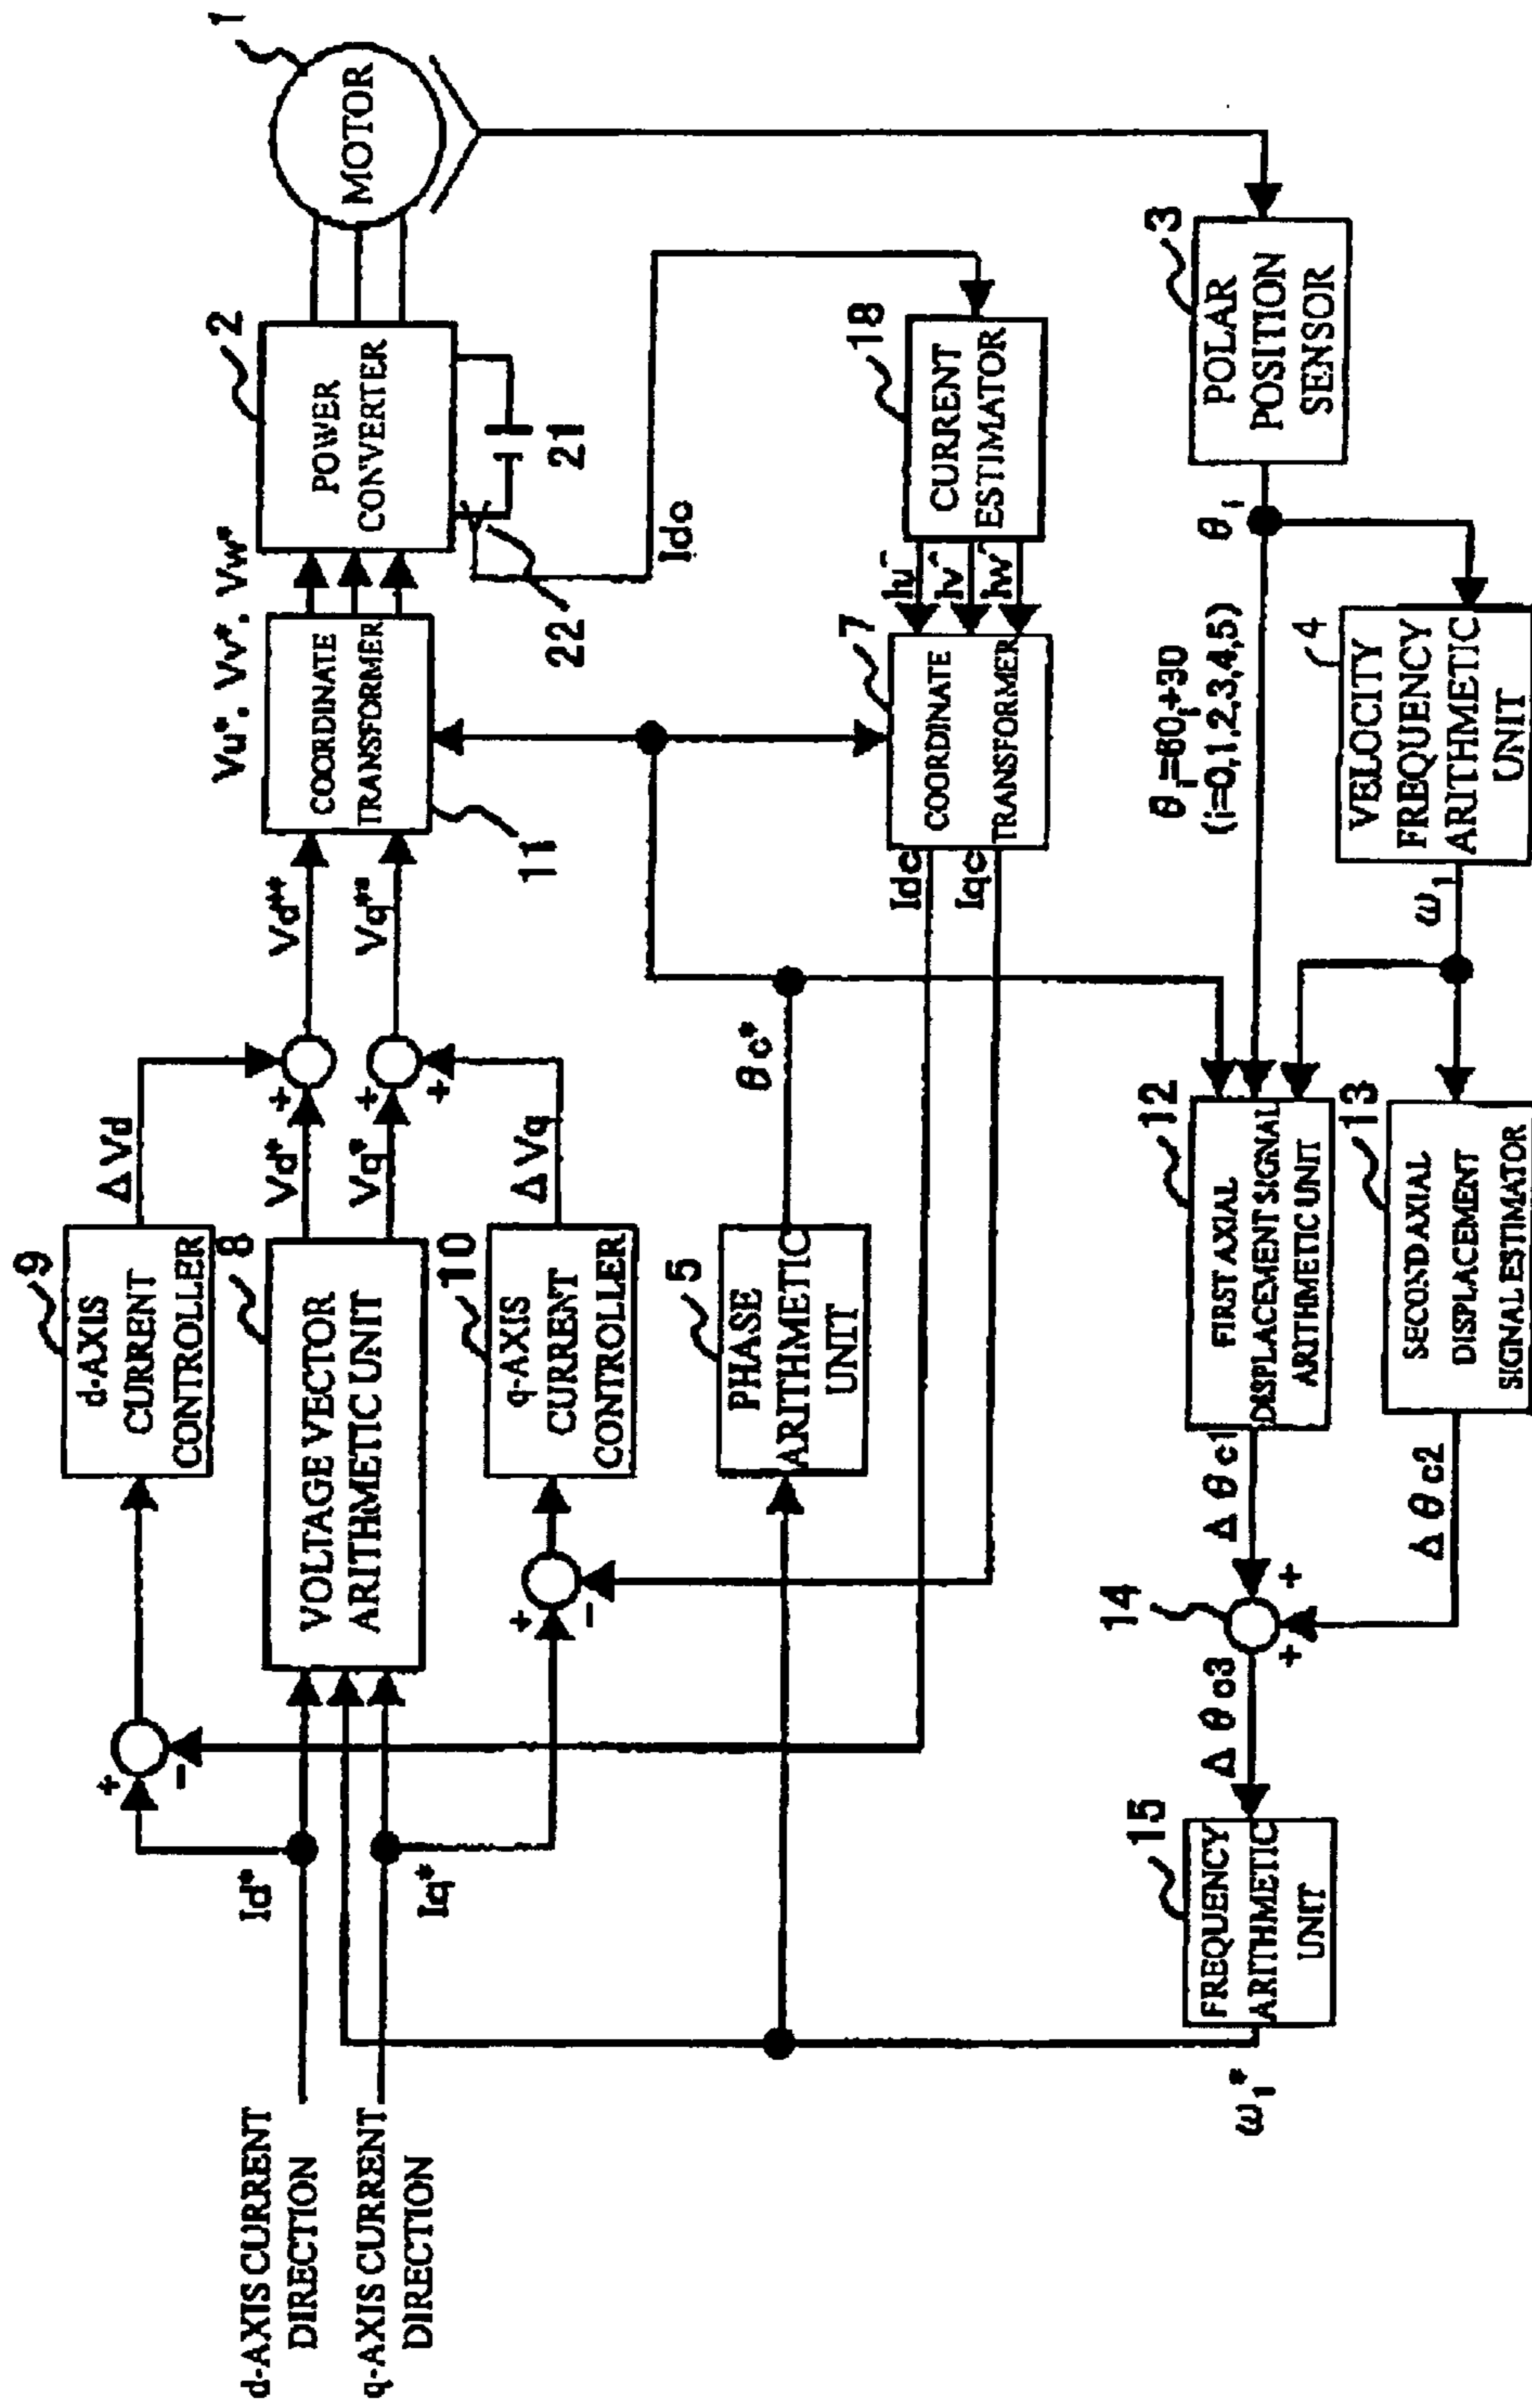 1
MOTOR
2
POWER
CONVERTER
21
22
Vu*. Vv*. Vw*
COORDINATE
TRANSFORMER
11
Vd**
Vq**
ΔVd
+
Vd*
+
Vq*
+
ΔVq
9
d-AXIS
CURRENT
CONTROLLER
8
VOLTAGE VECTOR
ARITHMETIC UNIT
10
q-AXIS
CURRENT
CONTROLLER
+
-
+
-
Id*
Iq*
d-AXIS CURRENT
DIRECTION
q-AXIS CURRENT
DIRECTION
18
CURRENT
ESTIMATOR
Iu^
Iv^
Iw^
7
COORDINATE
TRANSFORMER
Idc
Iqc
θc*
5
PHASE
ARITHMETIC
UNIT
3
POLAR
POSITION
SENSOR
θi
θi=60i+30
(i=0,1,2,3,4,5)
4
VELOCITY
FREQUENCY
ARITHMETIC
UNIT
ω1
12
FIRST AXIAL
DISPLACEMENT SIGNAL
ARITHMETIC UNIT
13
SECOND AXIAL
DISPLACEMENT
SIGNAL ESTIMATOR
Δθc1
Δθc2
14
+
+
Δθc3
15
FREQUENCY
ARITHMETIC
UNIT
ω1*